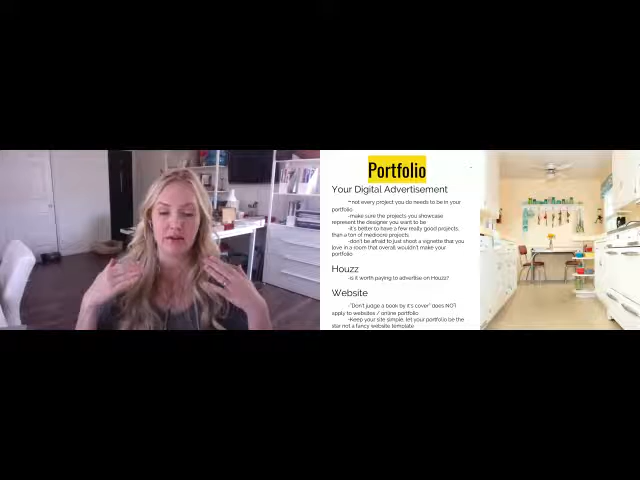 Portfolio
Your Digital Advertisement
- not every project you do needs to be in your
portfolio
-make sure the projects you showcase
represent the designer you want to be
-it's better to have a few really good projects
than a ton of mediocre projects
-don't be afraid to just shoot a vignette that you
love in a room that overall wouldn't make your
portfolio
Houzz
-is it worth paying to advertise on Houzz?
Website
-"Don't judge a book by it's cover" does NOT
apply to websites / online portfolio
-Keep your site simple, let your portfolio be the
star not a fancy website template